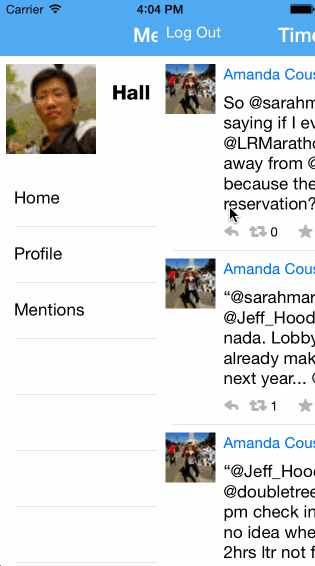 Carrier 4:04 PM
Me
Log Out
Time
Hall
Home
Profile
Mentions
Amanda Cous
So @sarahm
saying if I ev
@LRMaratho
away from @
because the
reservation?
0
Amanda Cous
“@sarahmar
@Jeff_Hood
nada. Lobby
already mak
next year... @
1
Amanda Cous
“@Jeff_Hoo
@doubletree
pm check in
no idea whe
2hrs ltr not f